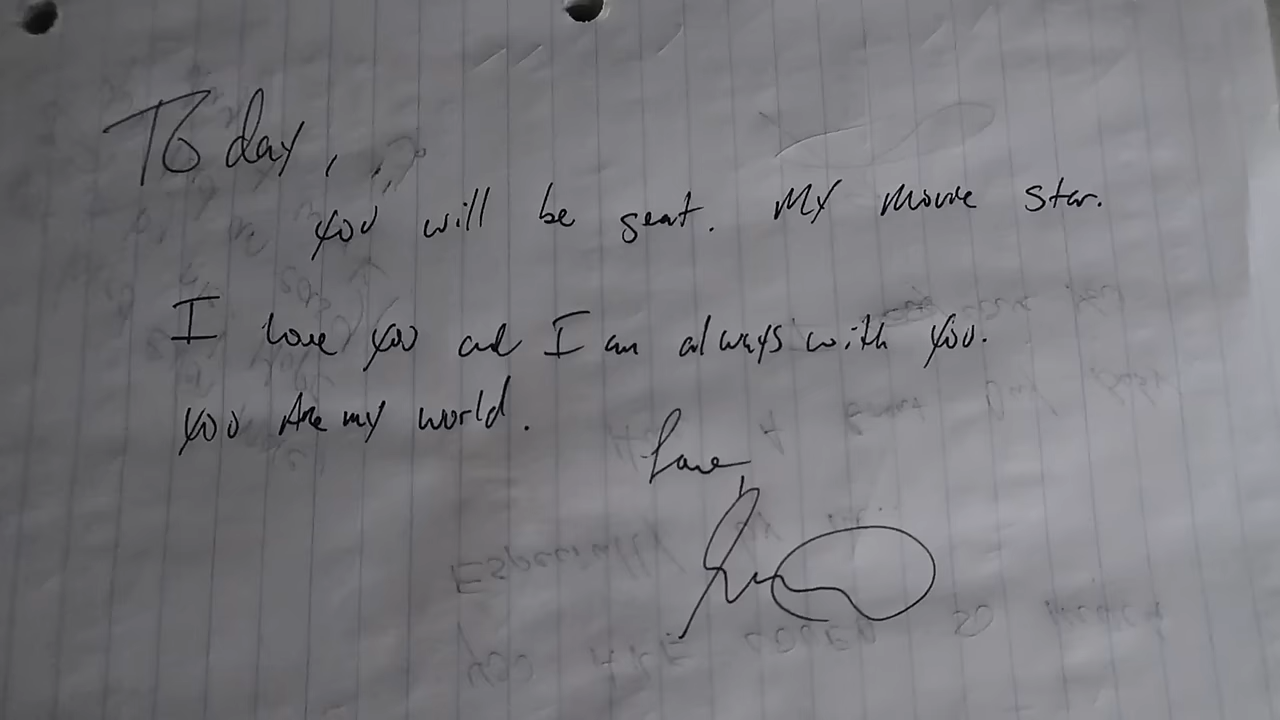 Today,
you will be great. My movie star.
I love you and I am always with you.
you Are my world.
Love,